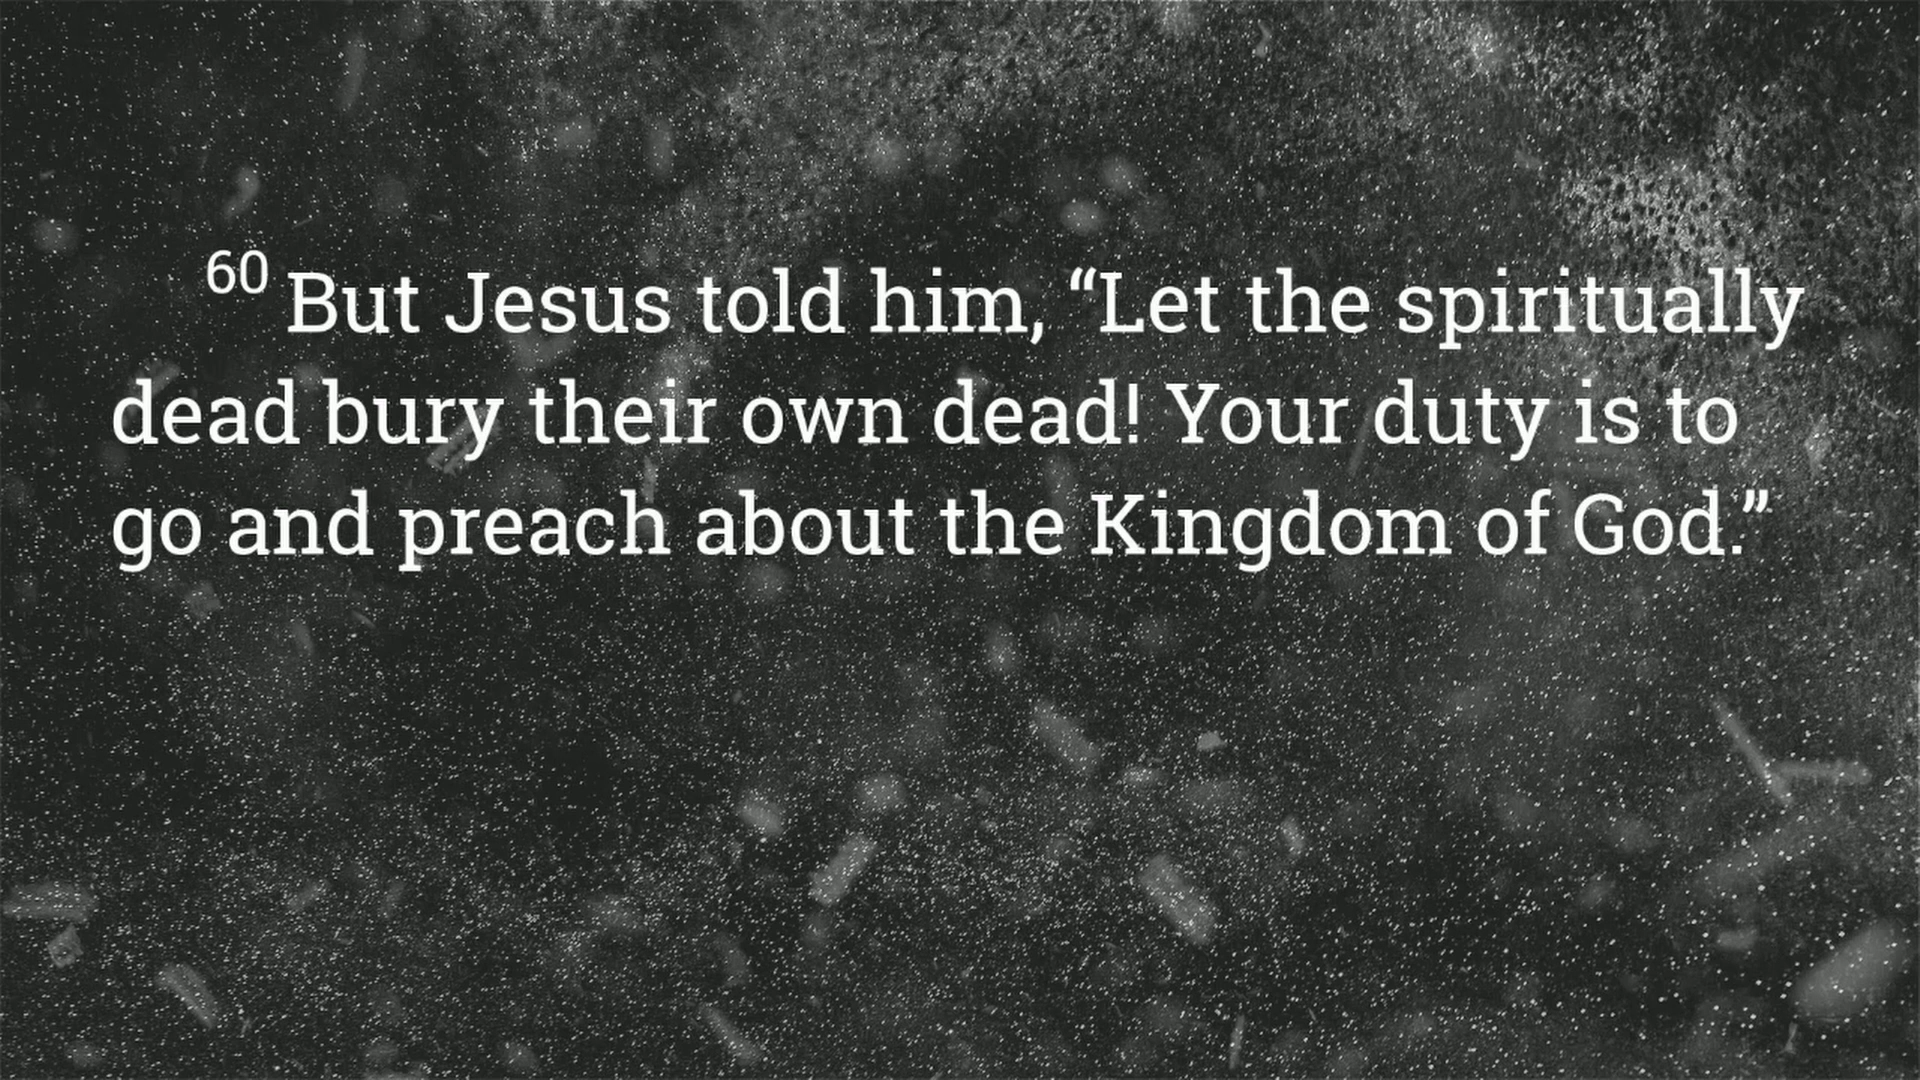 60 But Jesus told him, “Let the spiritually
dead bury their own dead! Your duty is to
go and preach about the Kingdom of God.”